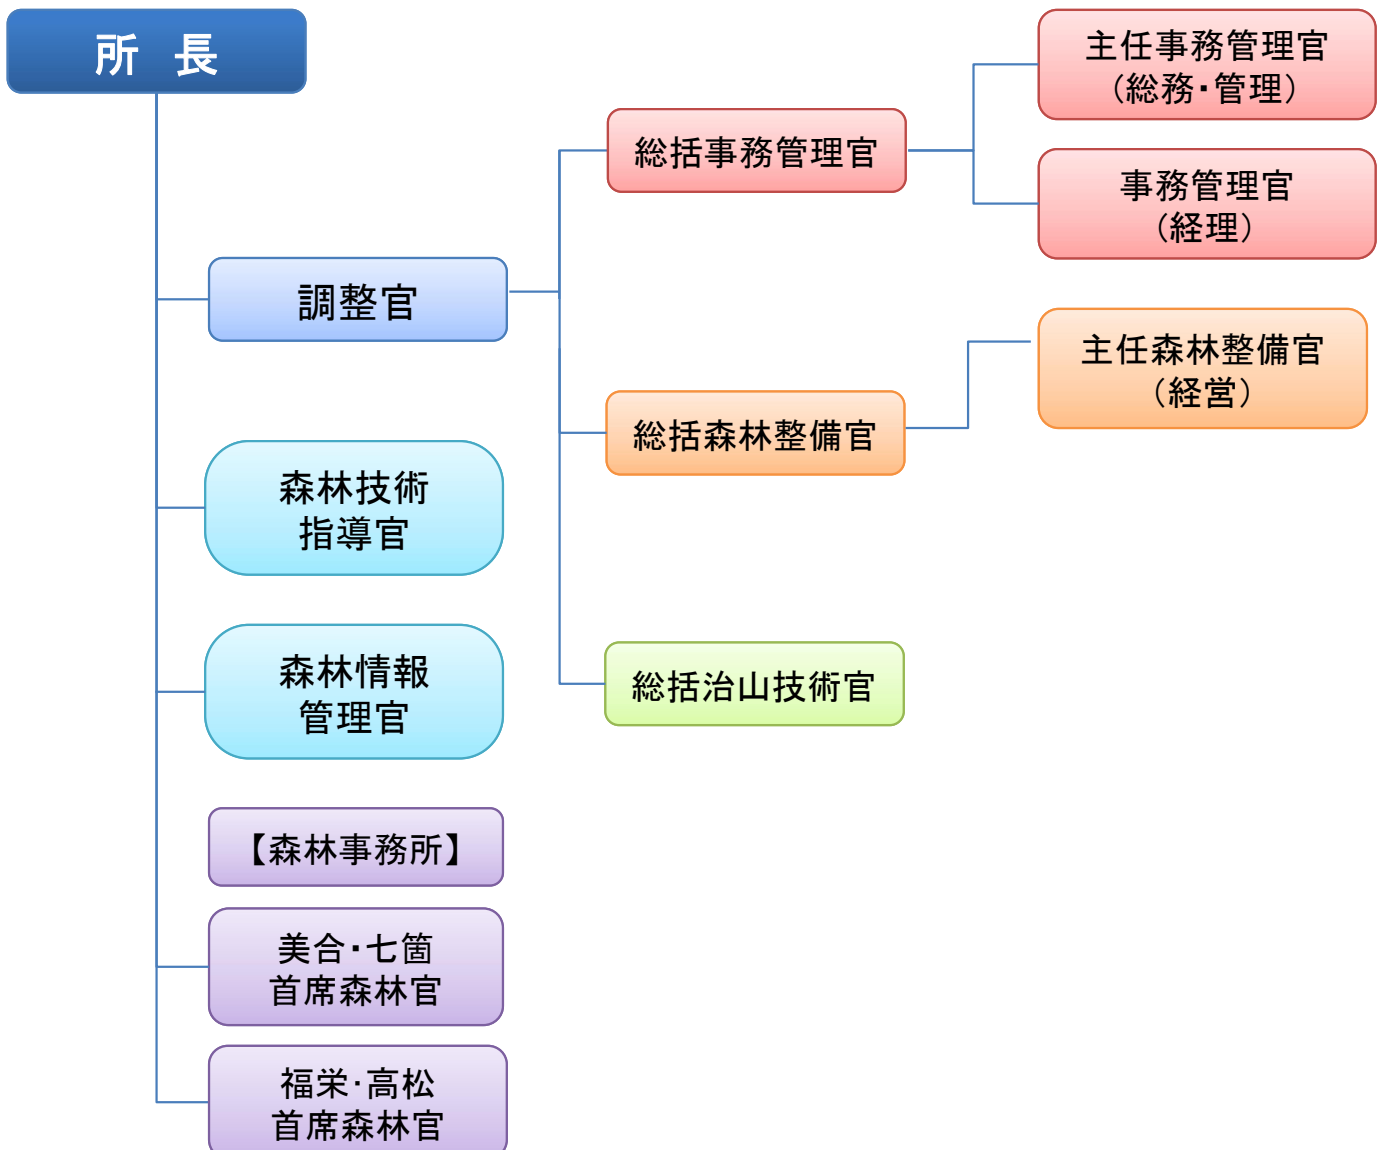 所　長
主任事務管理官
（総務・管理）
総括事務管理官
事務管理官
（経理）
調整官
主任森林整備官
（経営）
総括森林整備官
森林技術
指導官
森林情報
管理官
総括治山技術官
【森林事務所】
美合・七箇
首席森林官
福栄・高松
首席森林官